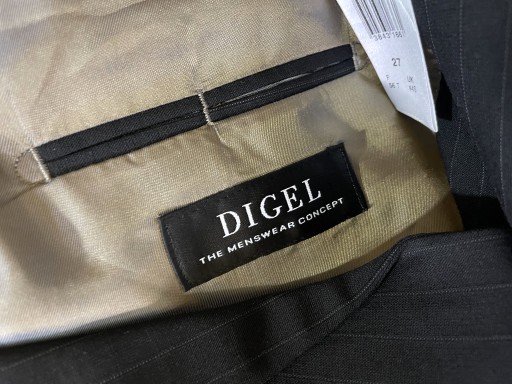 27
DIGEL
THE MENSWEAR CONCEPT